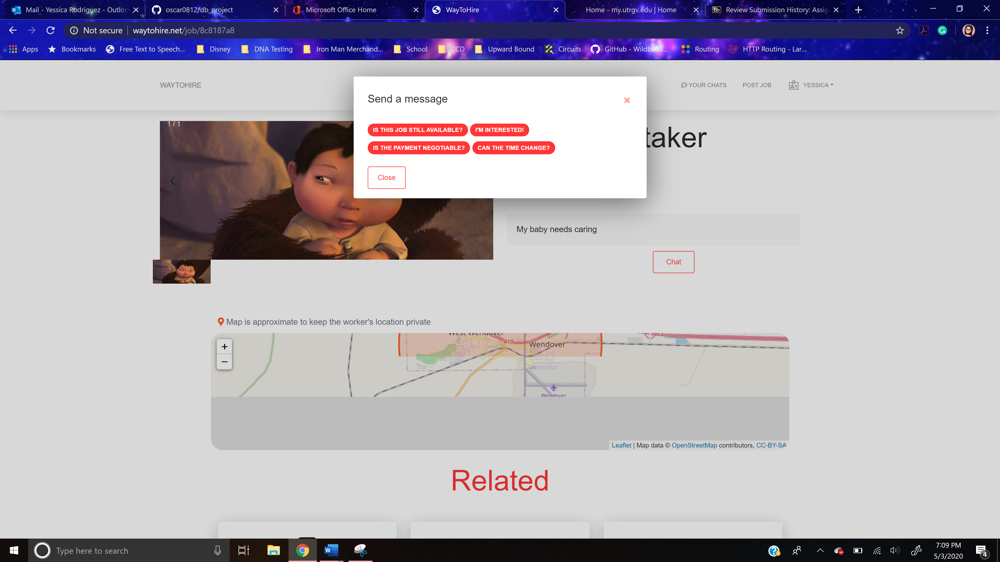 Mail - Yessica Rodriguez - Outloo
oscar0812/db_project
Microsoft Office Home
WayToHire
Home - my.utrgv.edu | Home
Review Submission History: Assig
Not secure
waytohire.net/job/8c8187a8
Apps
Bookmarks
Free Text to Speech...
Disney
DNA Testing
Iron Man Merchand...
School
CCD
Upward Bound
Circuits
GitHub - Wildbook...
Routing
HTTP Routing - Lar...
WAYTOHIRE
YOUR CHATS
POST JOB
YESSICA
Send a message
IS THIS JOB STILL AVAILABLE?
I'M INTERESTED!
IS THE PAYMENT NEGOTIABLE?
CAN THE TIME CHANGE?
Close
1 / 1
taker
My baby needs caring
Chat
Map is approximate to keep the worker's location private
+
−
West Wendover
410
Wendover
4
Wendover
Leaflet | Map data © OpenStreetMap contributors, CC-BY-SA
Related
Type here to search
7:09 PM
5/3/2020
4